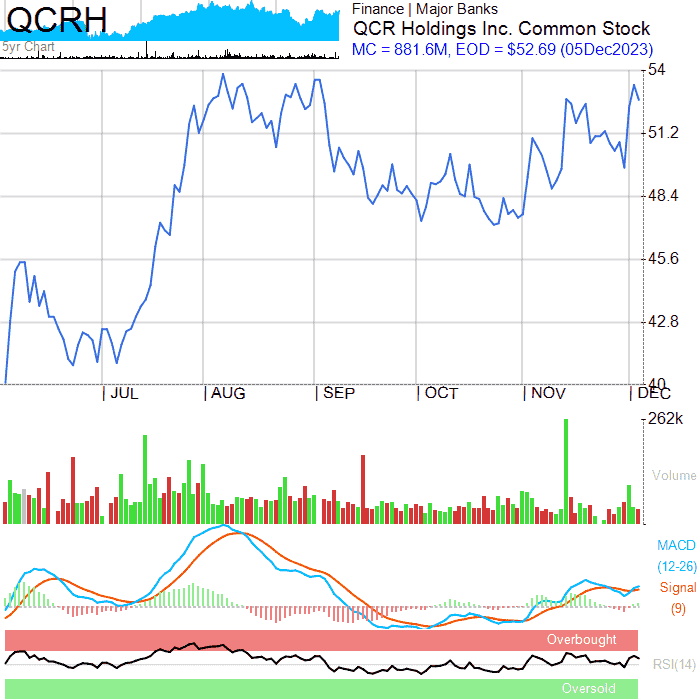 QCRH
5yr Chart
Finance | Major Banks
QCR Holdings Inc. Common Stock
MC = 881.6M, EOD = $52.69 (05Dec2023)
54
51.2
48.4
45.6
42.8
40
| JUL | AUG | SEP | OCT | NOV | DEC
262k
Volume
MACD
(12-26)
Signal
(9)
Overbought
RSI(14)
Oversold